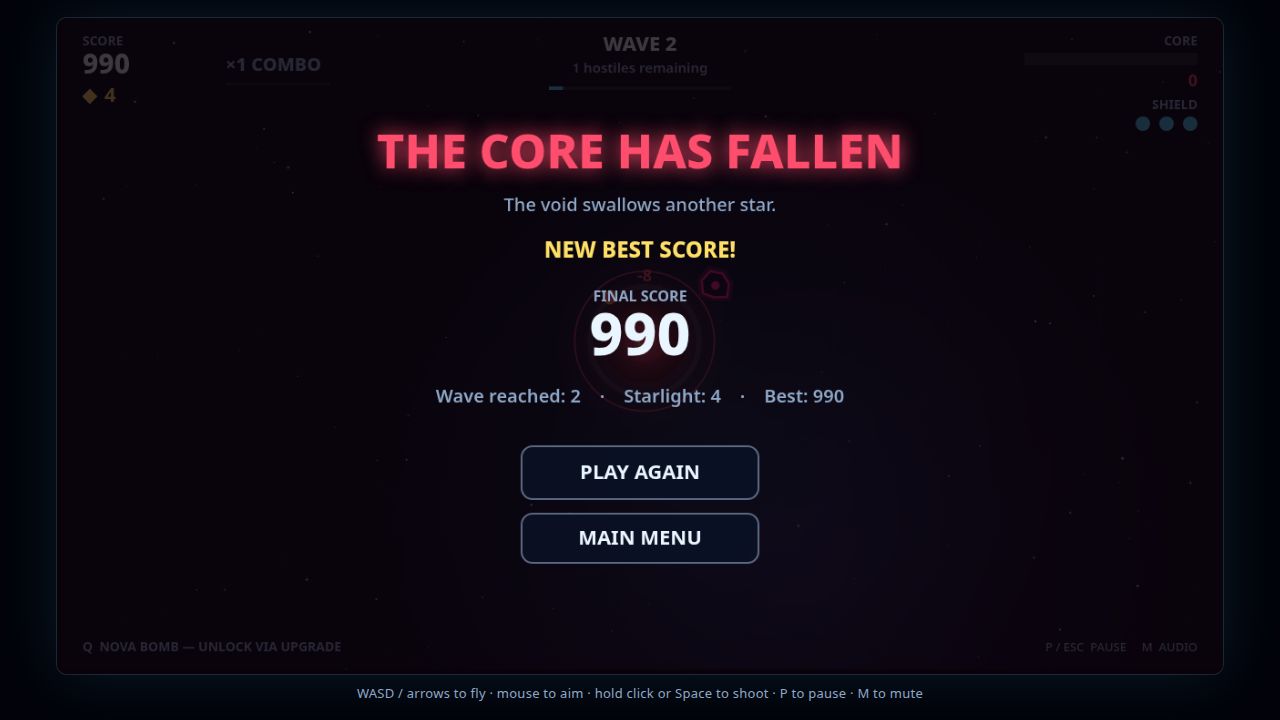 SCORE
990
◆ 4
×1 COMBO
WAVE 2
1 hostiles remaining
CORE
0
SHIELD
THE CORE HAS FALLEN
The void swallows another star.
NEW BEST SCORE!
-8
FINAL SCORE
990
Wave reached: 2 · Starlight: 4 · Best: 990
PLAY AGAIN
MAIN MENU
Q NOVA BOMB — UNLOCK VIA UPGRADE
P / ESC PAUSE M AUDIO
WASD / arrows to fly · mouse to aim · hold click or Space to shoot · P to pause · M to mute